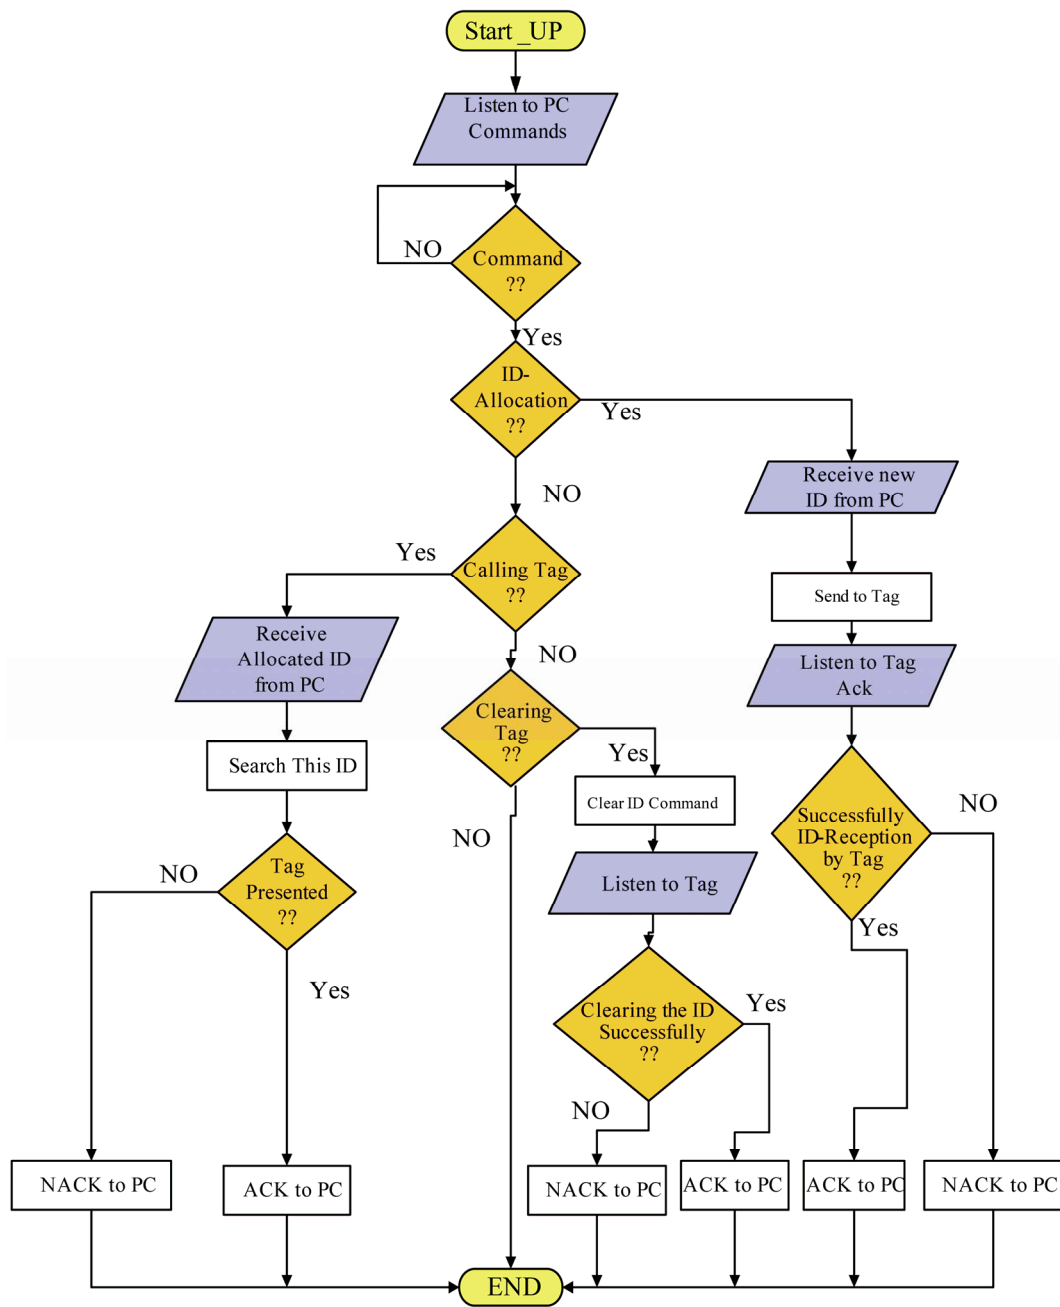 Start _UP
Listen to PC
Commands
NO
Command
??
Yes
ID-
Allocation
??
Yes
NO
Receive new
ID from PC
Yes
Calling Tag
??
Send to Tag
NO
Receive
Allocated ID
from PC
Listen to Tag
Ack
Clearing
Tag
??
Yes
Search This ID
Clear ID Command
NO
NO
Successfully
ID-Reception
by Tag
??
NO
Tag
Presented
??
Listen to Tag
Yes
Yes
Clearing the ID
Successfully
??
Yes
NO
NACK to PC
ACK to PC
NACK to PC
ACK to PC
ACK to PC
NACK to PC
END